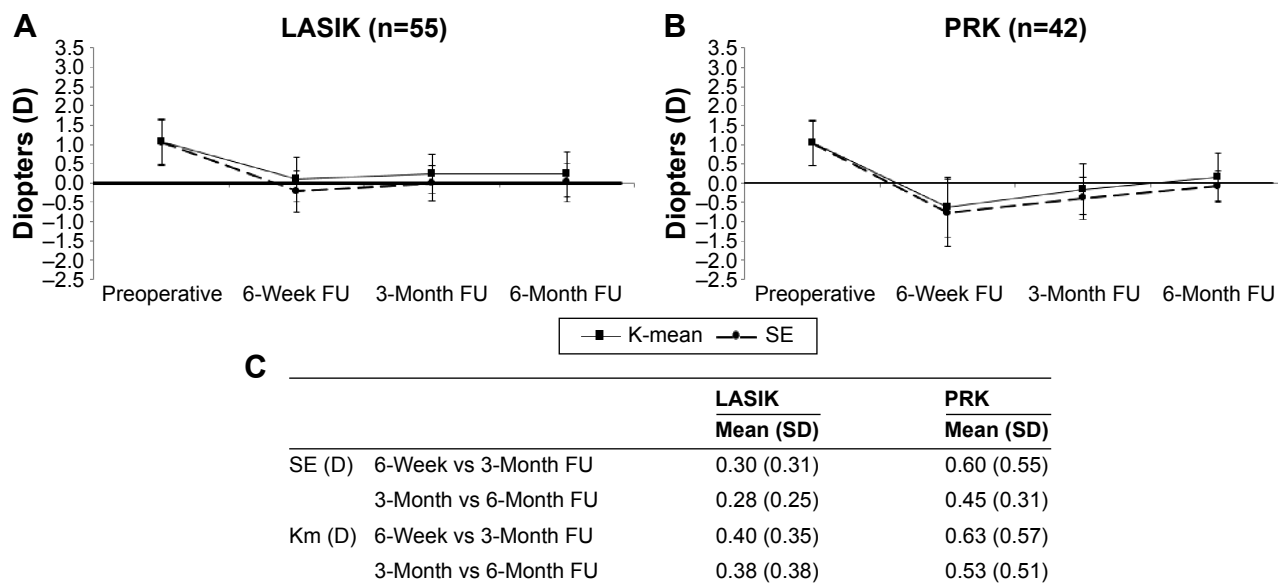 A
LASIK (n=55)
Diopters (D)
3.5
3.0
2.5
2.0
1.5
1.0
0.5
0.0
–0.5
–1.0
–1.5
–2.0
–2.5
Preoperative 6-Week FU 3-Month FU 6-Month FU
B
PRK (n=42)
Diopters (D)
3.5
3.0
2.5
2.0
1.5
1.0
0.5
0.0
–0.5
–1.0
–1.5
–2.0
–2.5
Preoperative 6-Week FU 3-Month FU 6-Month FU
K-mean SE
C
LASIK PRK
Mean (SD) Mean (SD)
SE (D) 6-Week vs 3-Month FU 0.30 (0.31) 0.60 (0.55)
3-Month vs 6-Month FU 0.28 (0.25) 0.45 (0.31)
Km (D) 6-Week vs 3-Month FU 0.40 (0.35) 0.63 (0.57)
3-Month vs 6-Month FU 0.38 (0.38) 0.53 (0.51)